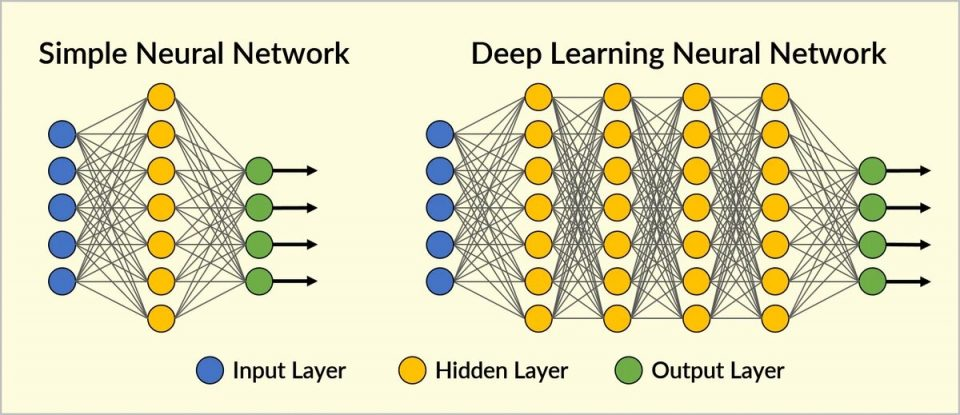 Simple Neural Network
Deep Learning Neural Network
Input Layer
Hidden Layer
Output Layer